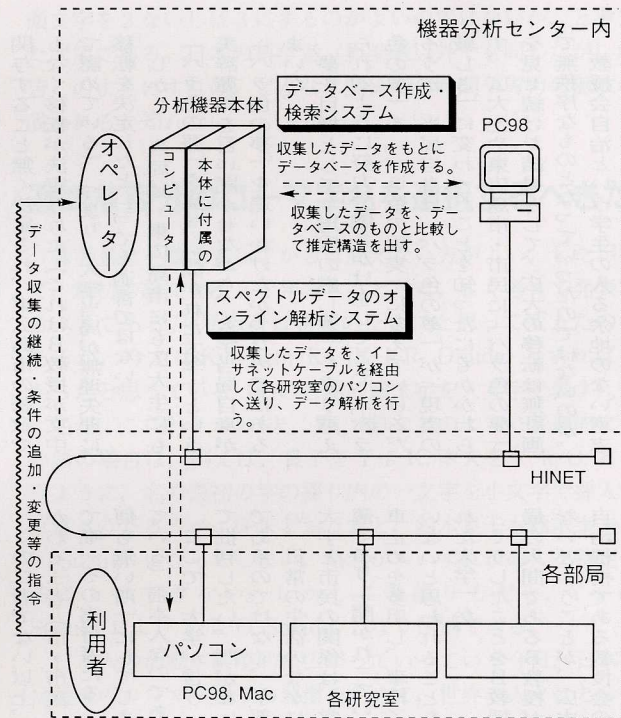 機器分析センター内
分析機器本体
データベース作成・
検索システム
PC98
オペレーター
本体に付属の
コンピューター
収集したデータをもとに
データベースを作成する。
収集したデータを、デー
タベースのものと比較して
推定構造を出す。
スペクトルデータのオ
ンライン解析システム
収集したデータを、イー
サネットケーブルを経由
して各研究室のパソコン
へ送り、データ解析を行
う。
データ収集の継続・条件の追加・変更等の指令
HINET
各部局
利用者
パソコン
PC98, Mac
各研究室